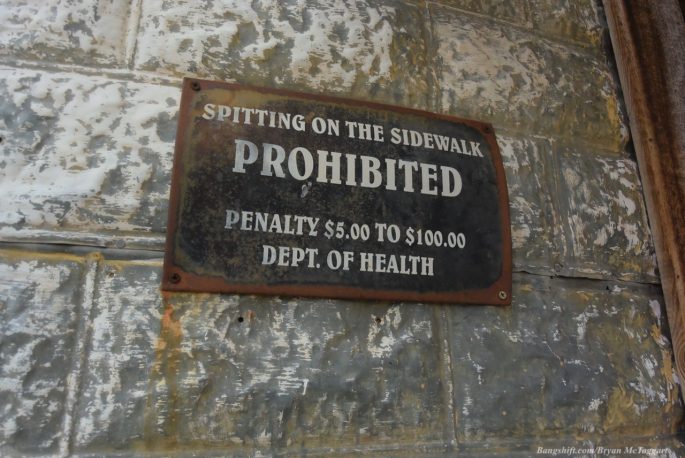 SPITTING ON THE SIDEWALK
PROHIBITED
PENALTY $5.00 TO $100.00
DEPT. OF HEALTH
Bangshift.com/Bryan McTaggart